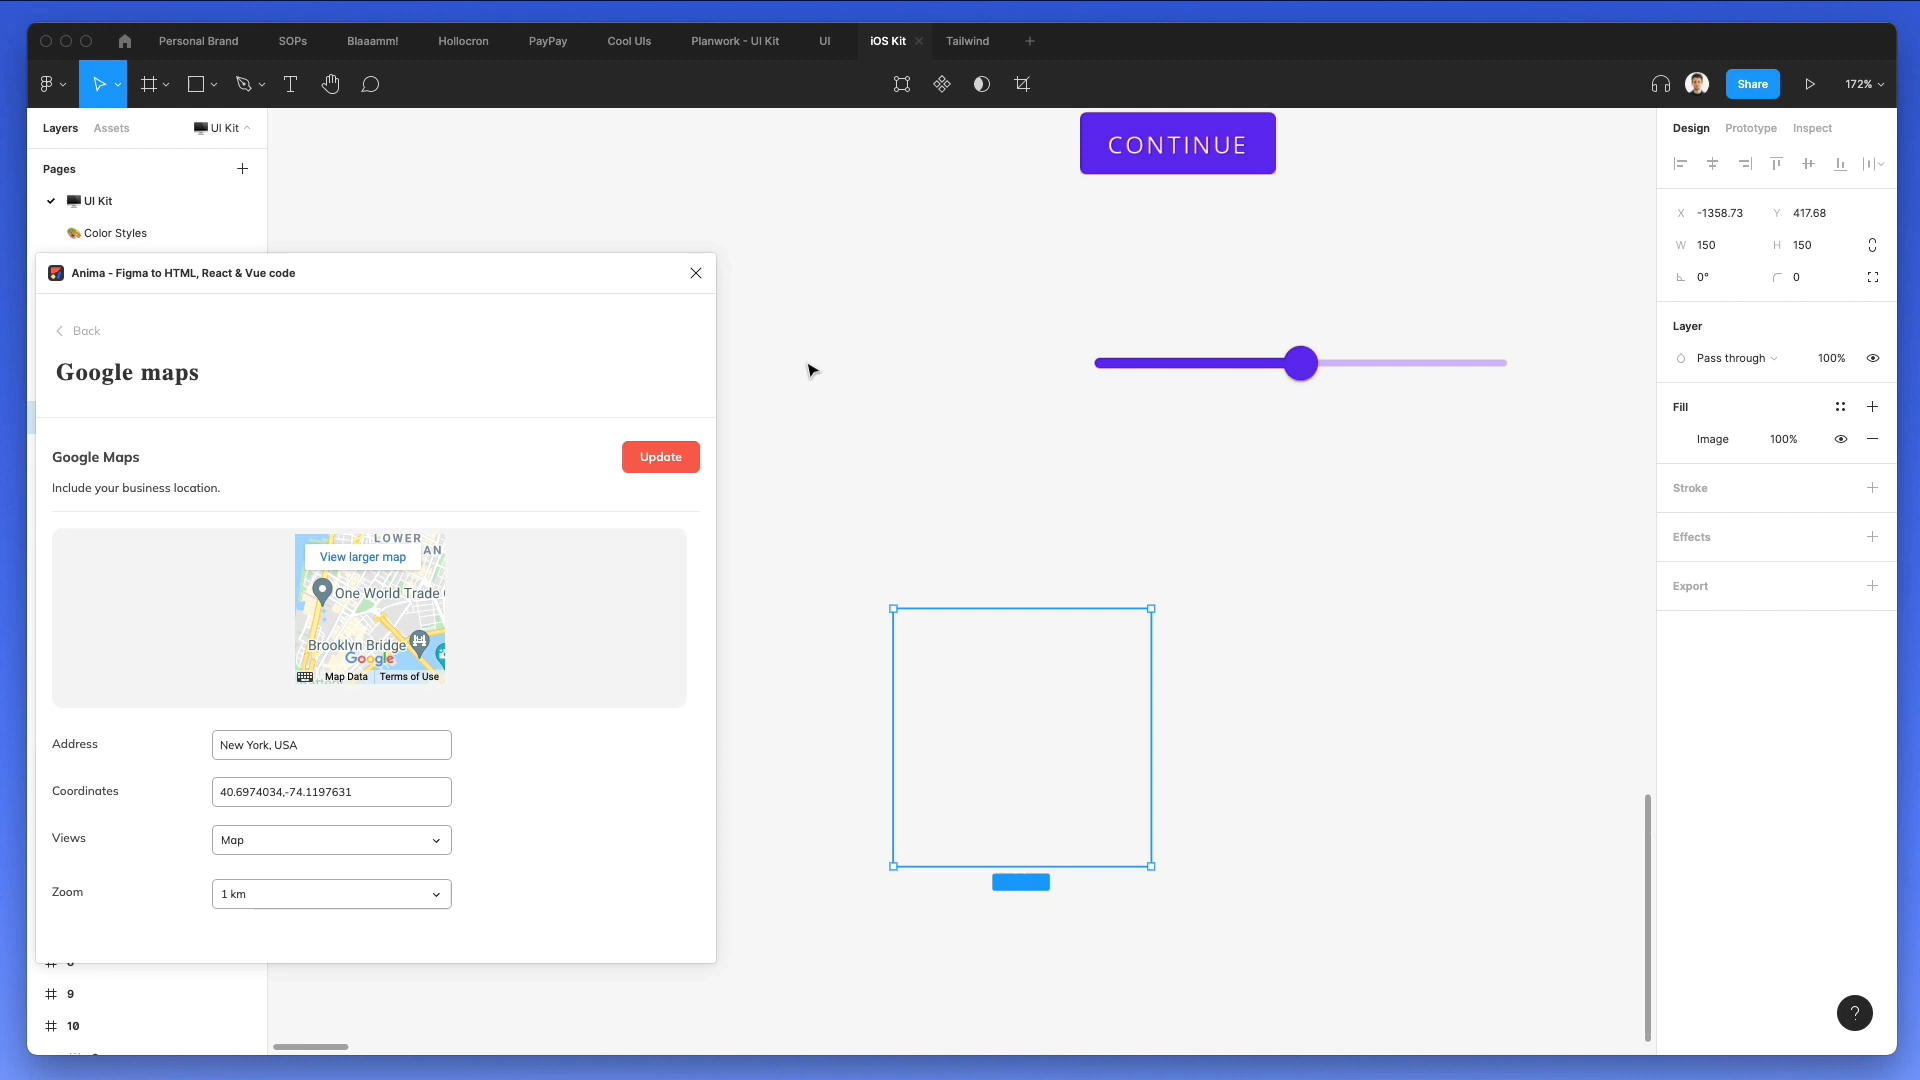 Personal Brand
SOPs
Blaaamm!
Hollocron
PayPay
Cool UIs
Planwork - UI Kit
UI
iOS Kit
Tailwind
Share
172%
Layers
Assets
UI Kit
Pages
UI Kit
Color Styles
CONTINUE
Anima - Figma to HTML, React & Vue code
Back
Google maps
Google Maps
Update
Include your business location.
LOWER
AN
View larger map
One World Trade
Brooklyn Bridge
Google
Map Data
Terms of Use
Address
New York, USA
Coordinates
40.6974034,-74.1197631
Views
Map
Zoom
1 km
9
10
Design
Prototype
Inspect
X -1358.73
Y 417.68
W 150
H 150
0°
0
Layer
Pass through
100%
Fill
Image
100%
Stroke
Effects
Export
?